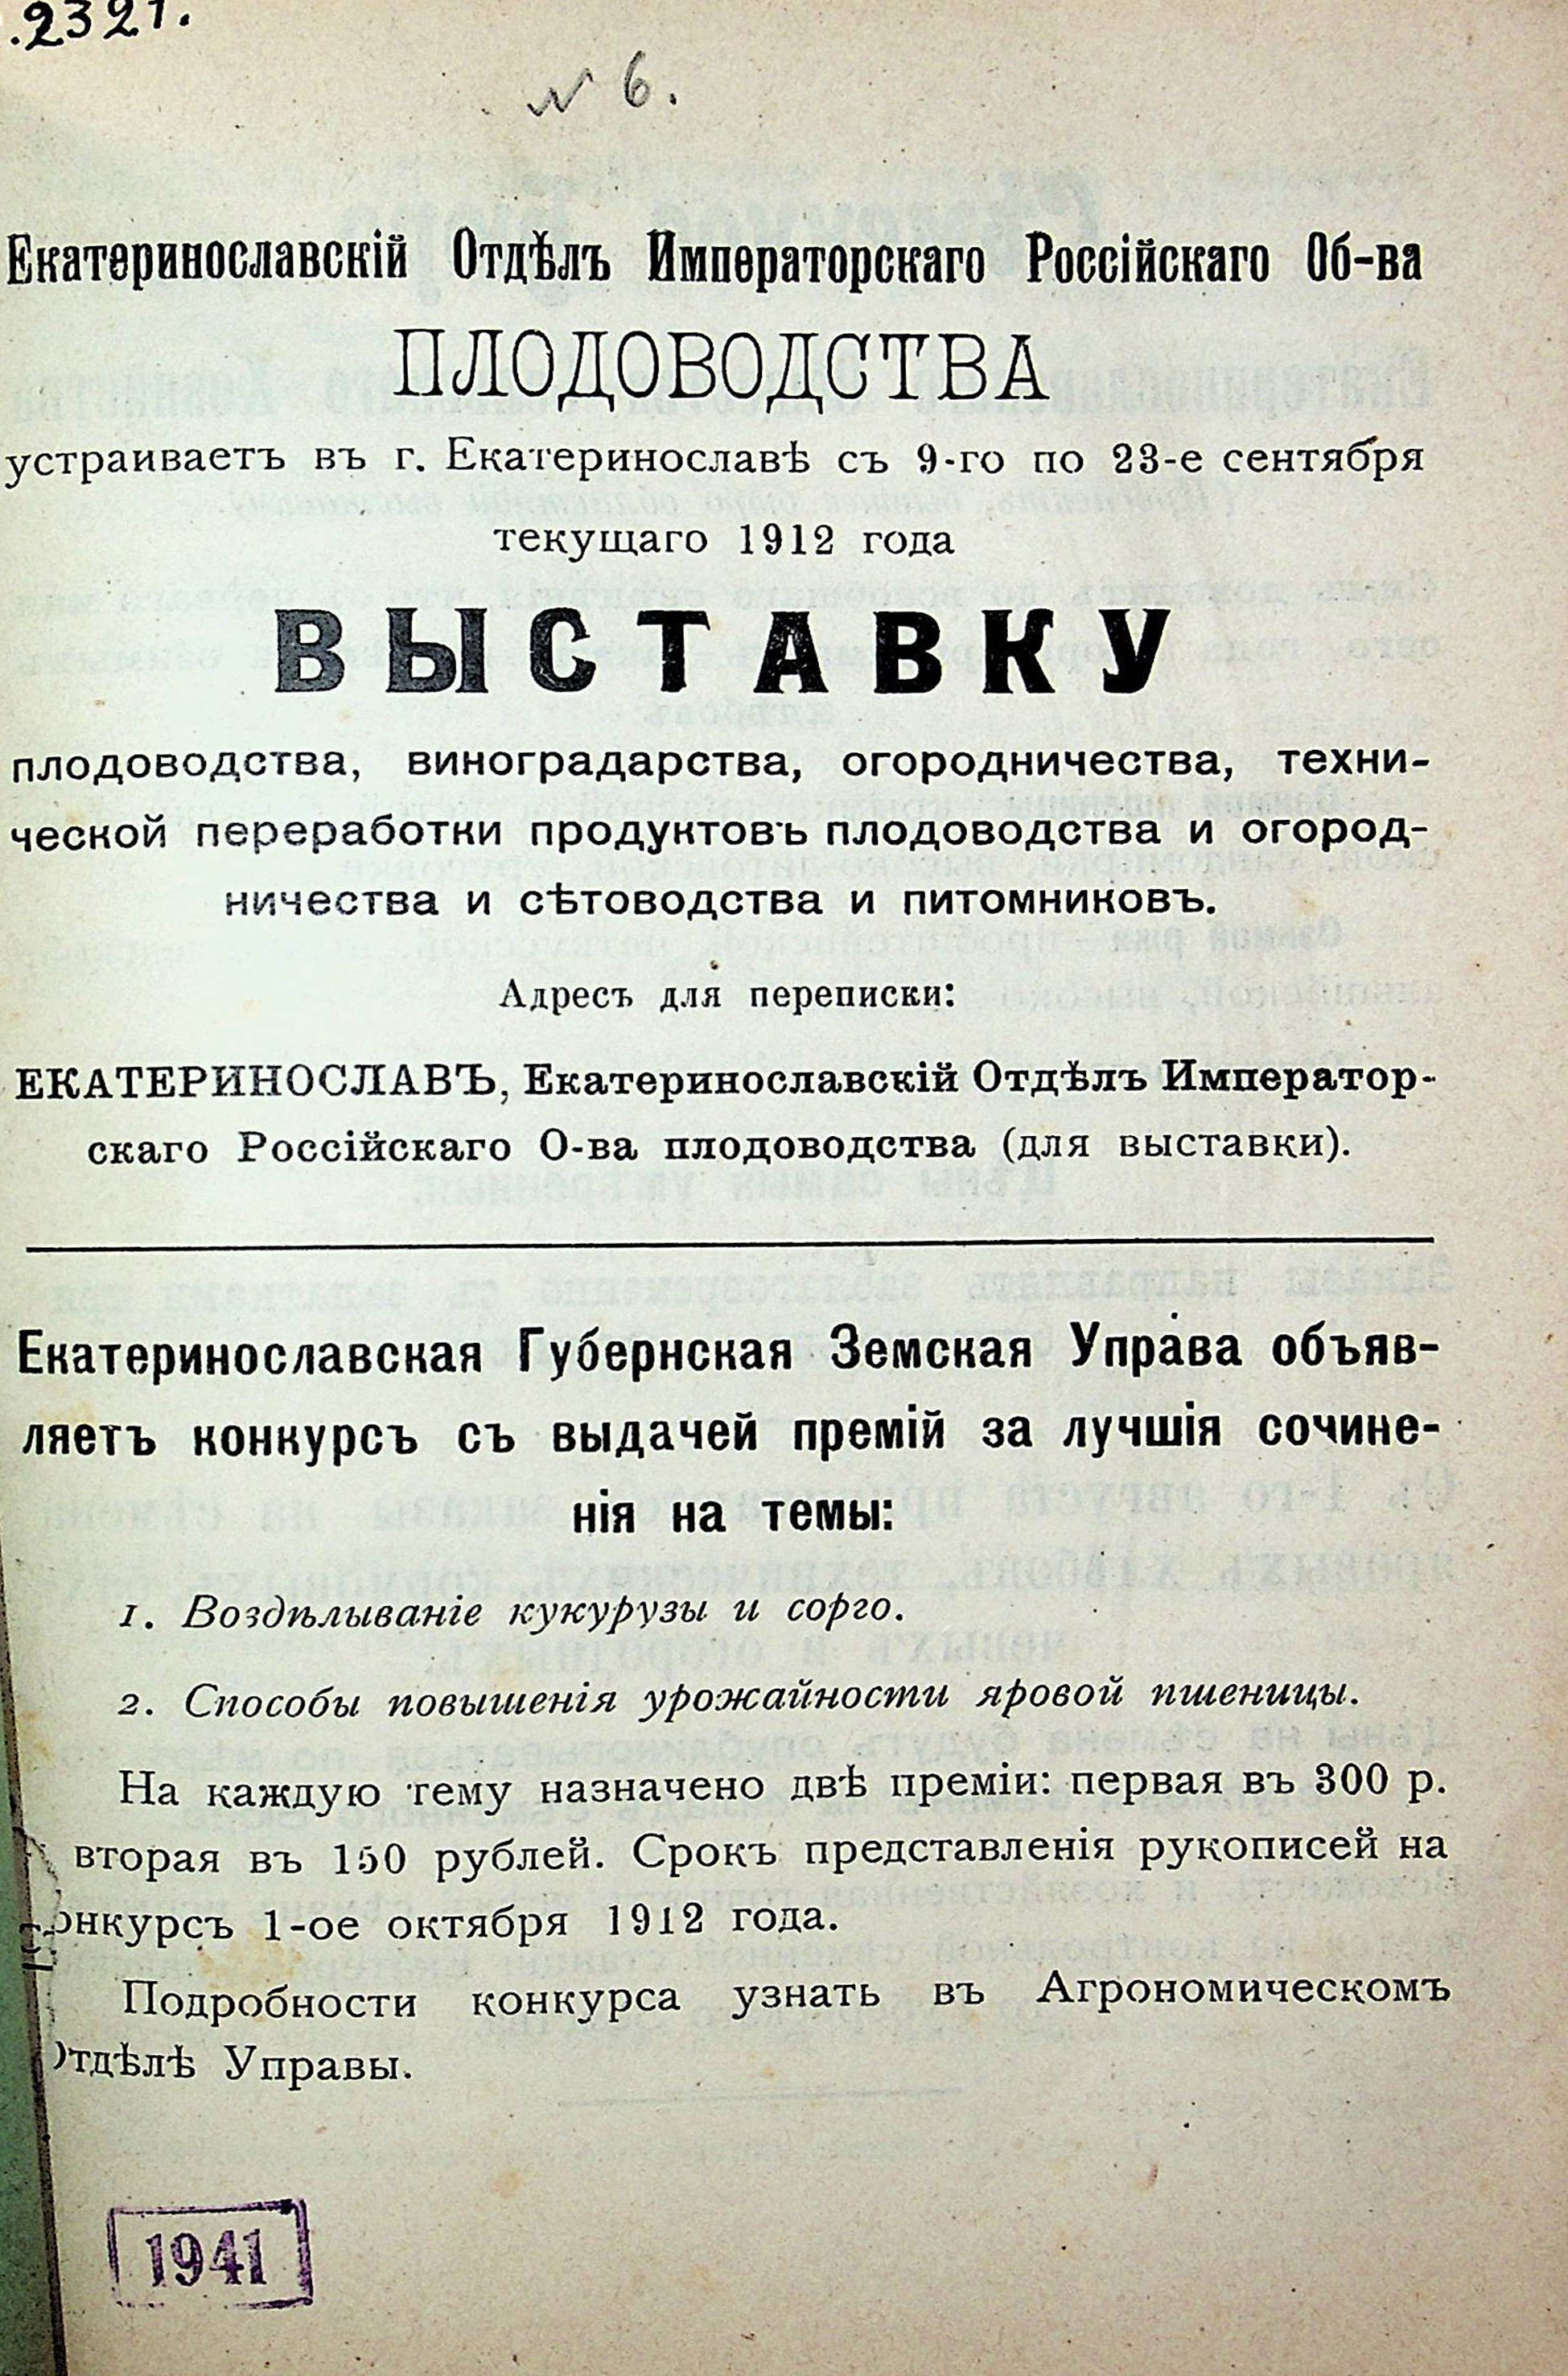 .2321.
№ 6.
Екатеринославскій Отдѣлъ Императорскаго Россійскаго Об-ва
ПЛОДОВОДСТВА
устраиваетъ въ г. Екатеринославѣ съ 9-го по 23-е сентября
текущаго 1912 года
ВЫСТАВКУ
плодоводства, виноградарства, огородничества, техни-
ческой переработки продуктовъ плодоводства и огород-
ничества и сѣтоводства и питомниковъ.
Адресъ для переписки:
ЕКАТЕРИНОСЛАВЪ, Екатеринославскій Отдѣлъ Император-
скаго Россійскаго О-ва плодоводства (для выставки).
Екатеринославская Губернская Земская Управа объяв-
ляетъ конкурсъ съ выдачей премій за лучшія сочине-
нія на темы:
1. Воздѣлываніе кукурузы и сорго.
2. Способы повышенія урожайности яровой пшеницы.
На каждую тему назначено двѣ преміи: первая въ 300 р.
вторая въ 150 рублей. Срокъ представленія рукописей на
онкурсъ 1-ое октября 1912 года.
Подробности конкурса узнать въ Агрономическомъ
Отдѣлѣ Управы.
1941